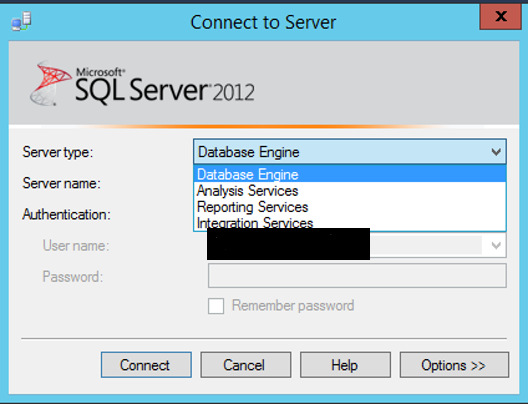 Connect to Server
x
Microsoft®
SQL Server® 2012
Server type:
Database Engine
Server name:
Database Engine
Analysis Services
Reporting Services
Integration Services
Authentication:
User name:
Password:
Remember password
Connect
Cancel
Help
Options >>